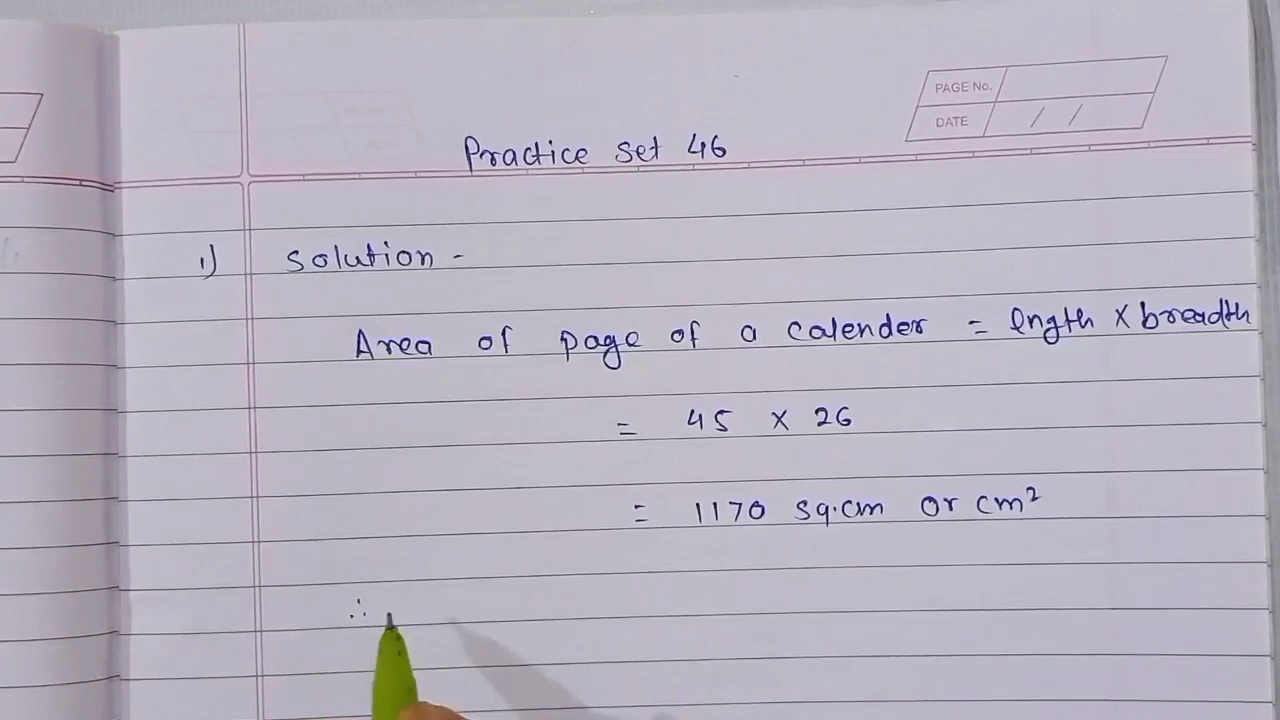 PAGE No.
DATE / /
Practice set 46
1) Solution -
Area of page of a calender = length × breadth
= 45 × 26
= 1170 sq.cm or cm²
∴